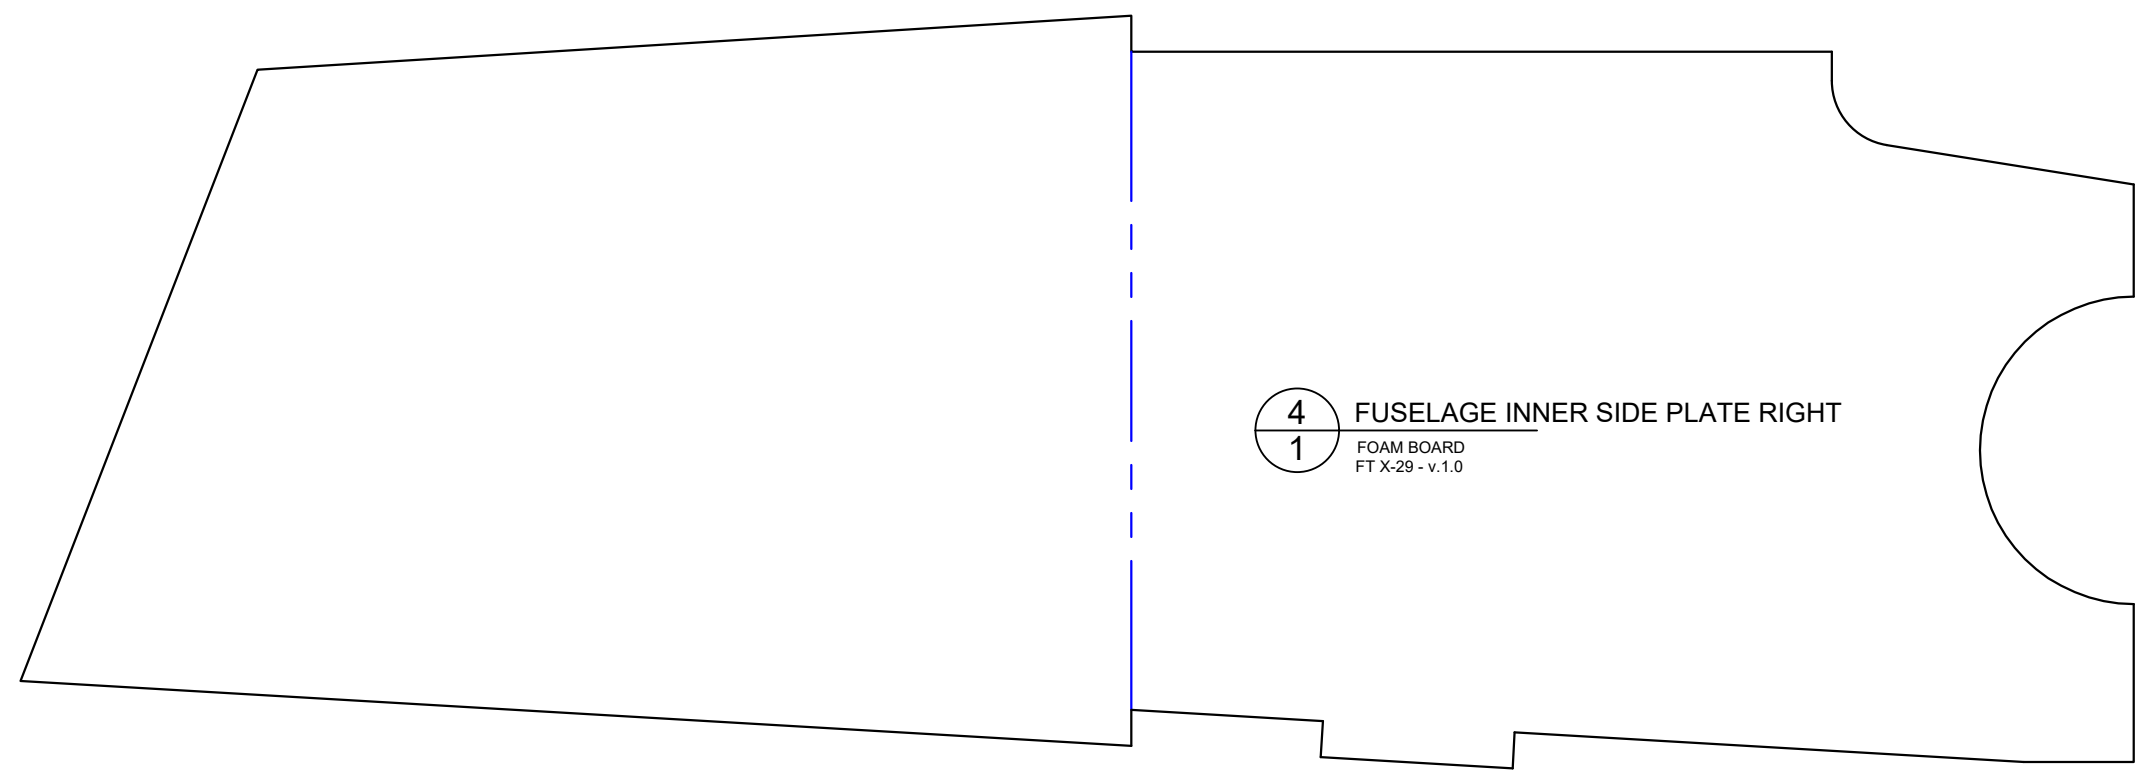 4
FUSELAGE INNER SIDE PLATE RIGHT
1
FOAM BOARD
FT X-29 - v.1.0